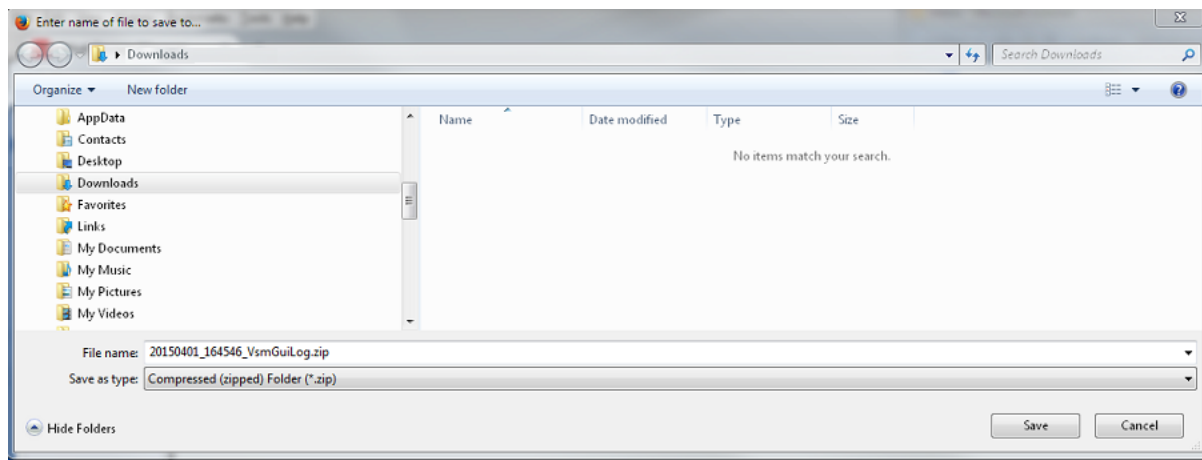 Enter name of file to save to...
Downloads
Search Downloads
Organize
New folder
AppData
Contacts
Desktop
Downloads
Favorites
Links
My Documents
My Music
My Pictures
My Videos
Name Date modified Type Size
No items match your search.
File name: 20150401_164546_VsmGuiLog.zip
Save as type: Compressed (zipped) Folder (*.zip)
Hide Folders
Save
Cancel